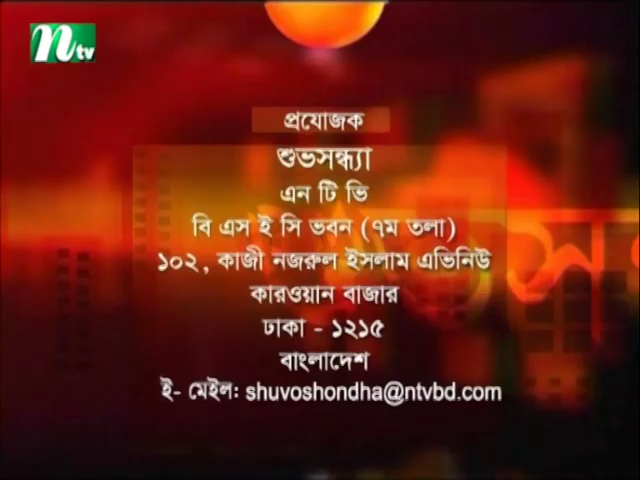 ntv
প্রযোজক
শুভসন্ধ্যা
এন টি ভি
বি এস ই সি ভবন (৭ম তলা)
১০২, কাজী নজরুল ইসলাম এভিনিউ
কারওয়ান বাজার
ঢাকা - ১২১৫
বাংলাদেশ
ই- মেইল: shuvoshondha@ntvbd.com